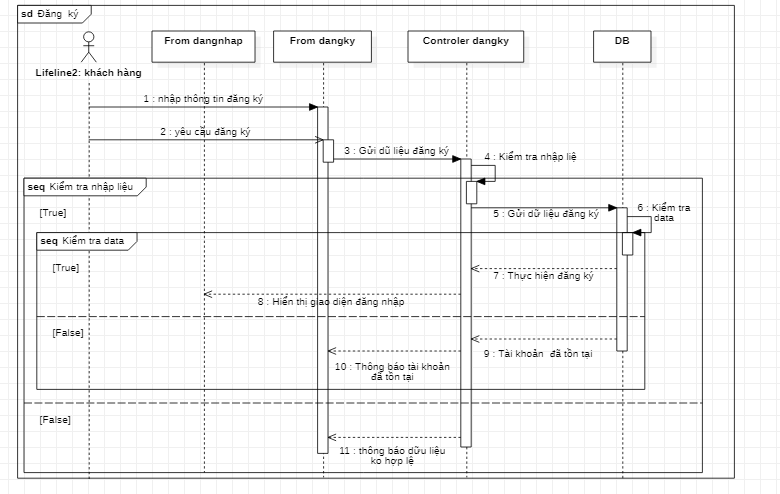 sd Đăng ký
From dangnhap
From dangky
Controler dangky
DB
Lifeline2: khách hàng
1 : nhập thông tin đăng ký
2 : yêu cầu đăng ký
3 : Gửi dũ liệu đăng ký
4 : Kiểm tra nhập liệ
seq Kiểm tra nhập liệu
[True]
5 : Gửi dữ liệu đăng ký
6 : Kiểm tra
data
seq Kiểm tra data
[True]
7 : Thực hiện đăng ký
8 : Hiển thị giao diện đăng nhập
[False]
9 : Tài khoản đã tồn tại
10 : Thông báo tài khoản
đã tồn tại
[False]
11 : thông báo dữu liệu
ko hợp lệ